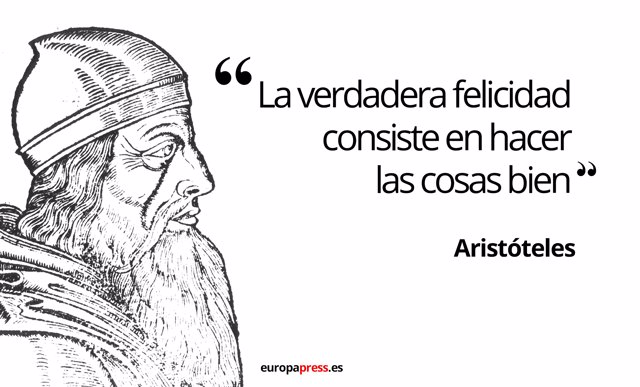 “La verdadera felicidad
consiste en hacer
las cosas bien”
Aristóteles
europapress.es